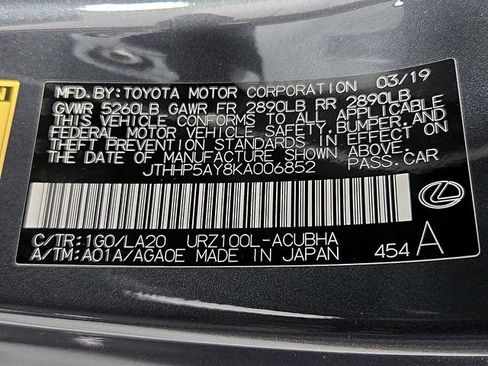 MFD. BY: TOYOTA MOTOR CORPORATION 03/19
GVWR 5260LB GAWR FR 2890LB RR 2890LB
THIS VEHICLE CONFORMS TO ALL APPLICABLE
FEDERAL MOTOR VEHICLE SAFETY, BUMPER, AND
THEFT PREVENTION STANDARDS IN EFFECT ON
THE DATE OF MANUFACTURE SHOWN ABOVE.
JTHHP5AY8KA006852 PASS. CAR
C/TR: 1G0/LA20 URZ100L-ACUBHA
A/TM: A01A/AGA0E MADE IN JAPAN 454 A